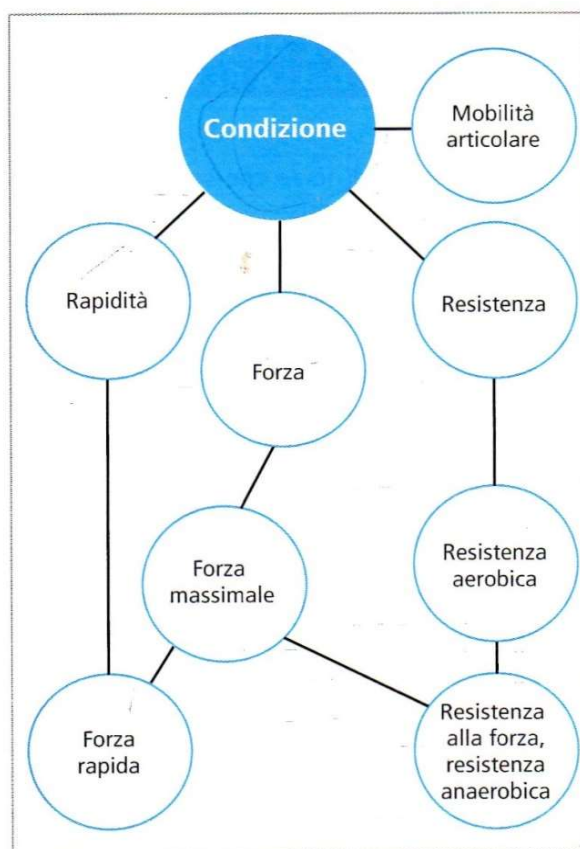 Condizione
Mobilità
articolare
Rapidità
Resistenza
Forza
Forza
massimale
Resistenza
aerobica
Forza
rapida
Resistenza
alla forza,
resistenza
anaerobica